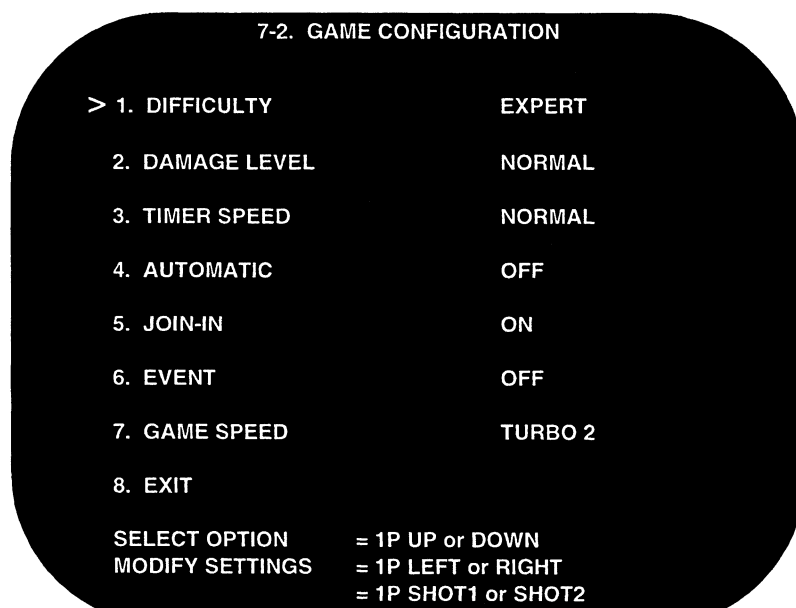 7-2. GAME CONFIGURATION
> 1. DIFFICULTY EXPERT
2. DAMAGE LEVEL NORMAL
3. TIMER SPEED NORMAL
4. AUTOMATIC OFF
5. JOIN-IN ON
6. EVENT OFF
7. GAME SPEED TURBO 2
8. EXIT
SELECT OPTION = 1P UP or DOWN
MODIFY SETTINGS = 1P LEFT or RIGHT
= 1P SHOT1 or SHOT2